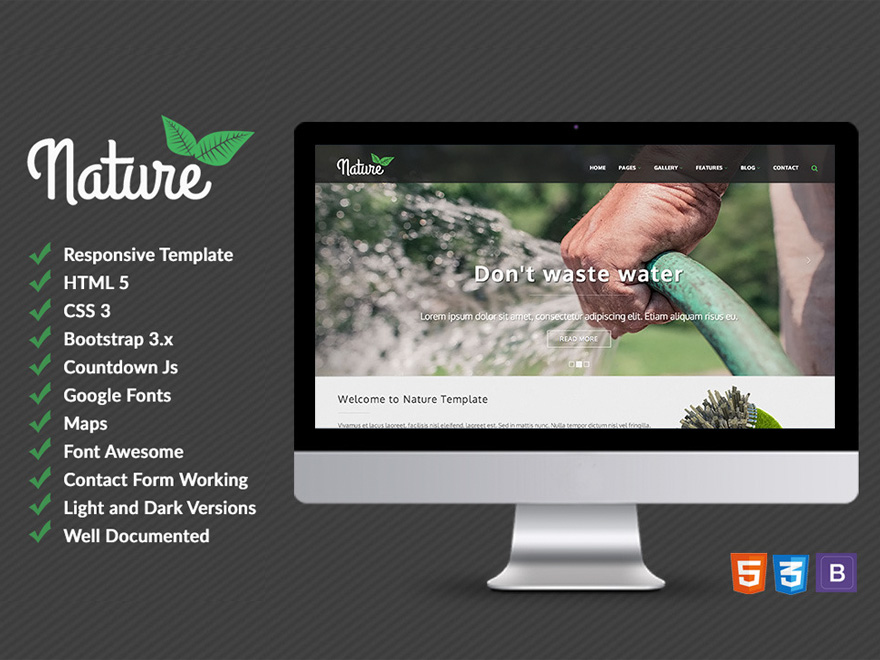 Nature
Responsive Template
HTML 5
CSS 3
Bootstrap 3.x
Countdown Js
Google Fonts
Maps
Font Awesome
Contact Form Working
Light and Dark Versions
Well Documented
Nature
HOME PAGES GALLERY FEATURES BLOG CONTACT
Don't waste water
Lorem ipsum dolor sit amet, consectetur adipiscing elit. Etiam aliquam risus eu.
READ MORE
Welcome to Nature Template
Vivamus et lacus laoreet, facilisis nisl eleifend, laoreet est. Sed in mattis nunc. Nulla tempor dictum nisl vel fringilla.
5 3 B